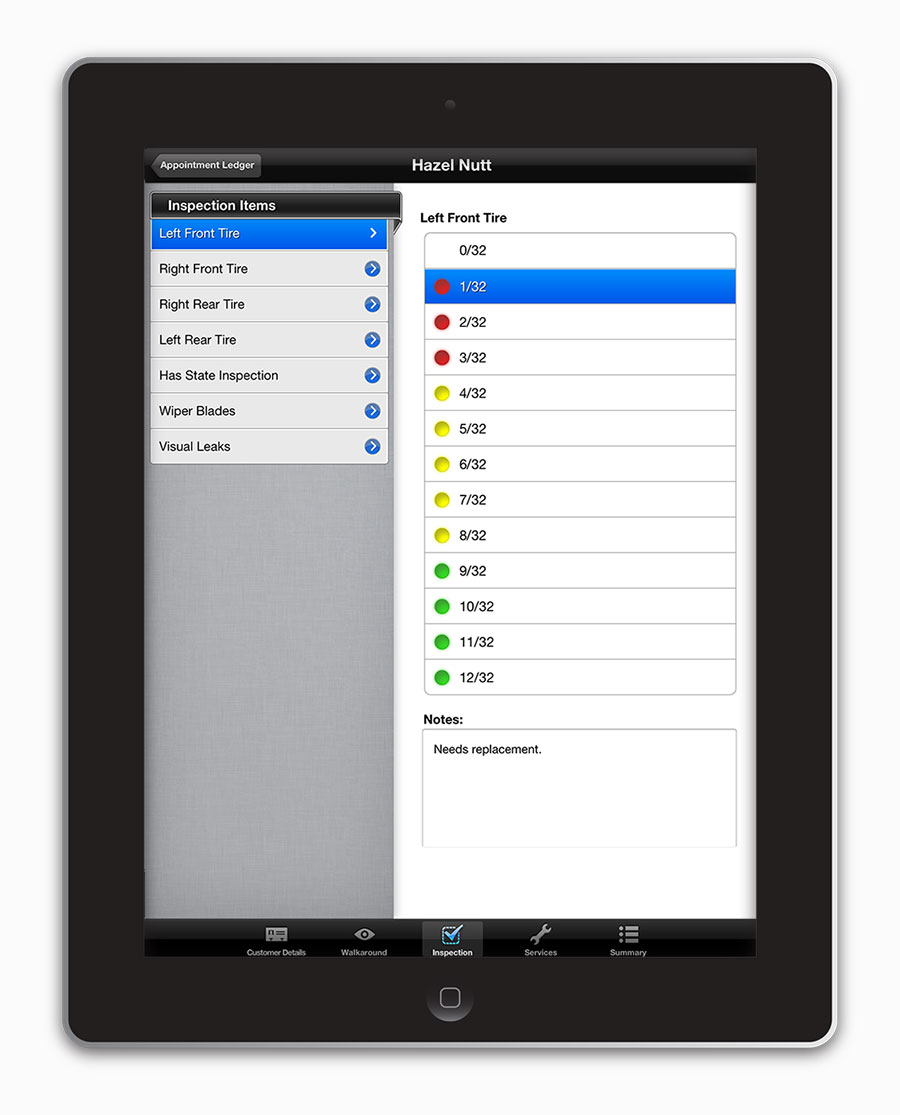 Appointment Ledger
Hazel Nutt
Inspection Items
Left Front Tire
Right Front Tire
Right Rear Tire
Left Rear Tire
Has State Inspection
Wiper Blades
Visual Leaks
Left Front Tire
0/32
1/32
2/32
3/32
4/32
5/32
6/32
7/32
8/32
9/32
10/32
11/32
12/32
Notes:
Needs replacement.
Customer Details
Walkaround
Inspection
Services
Summary